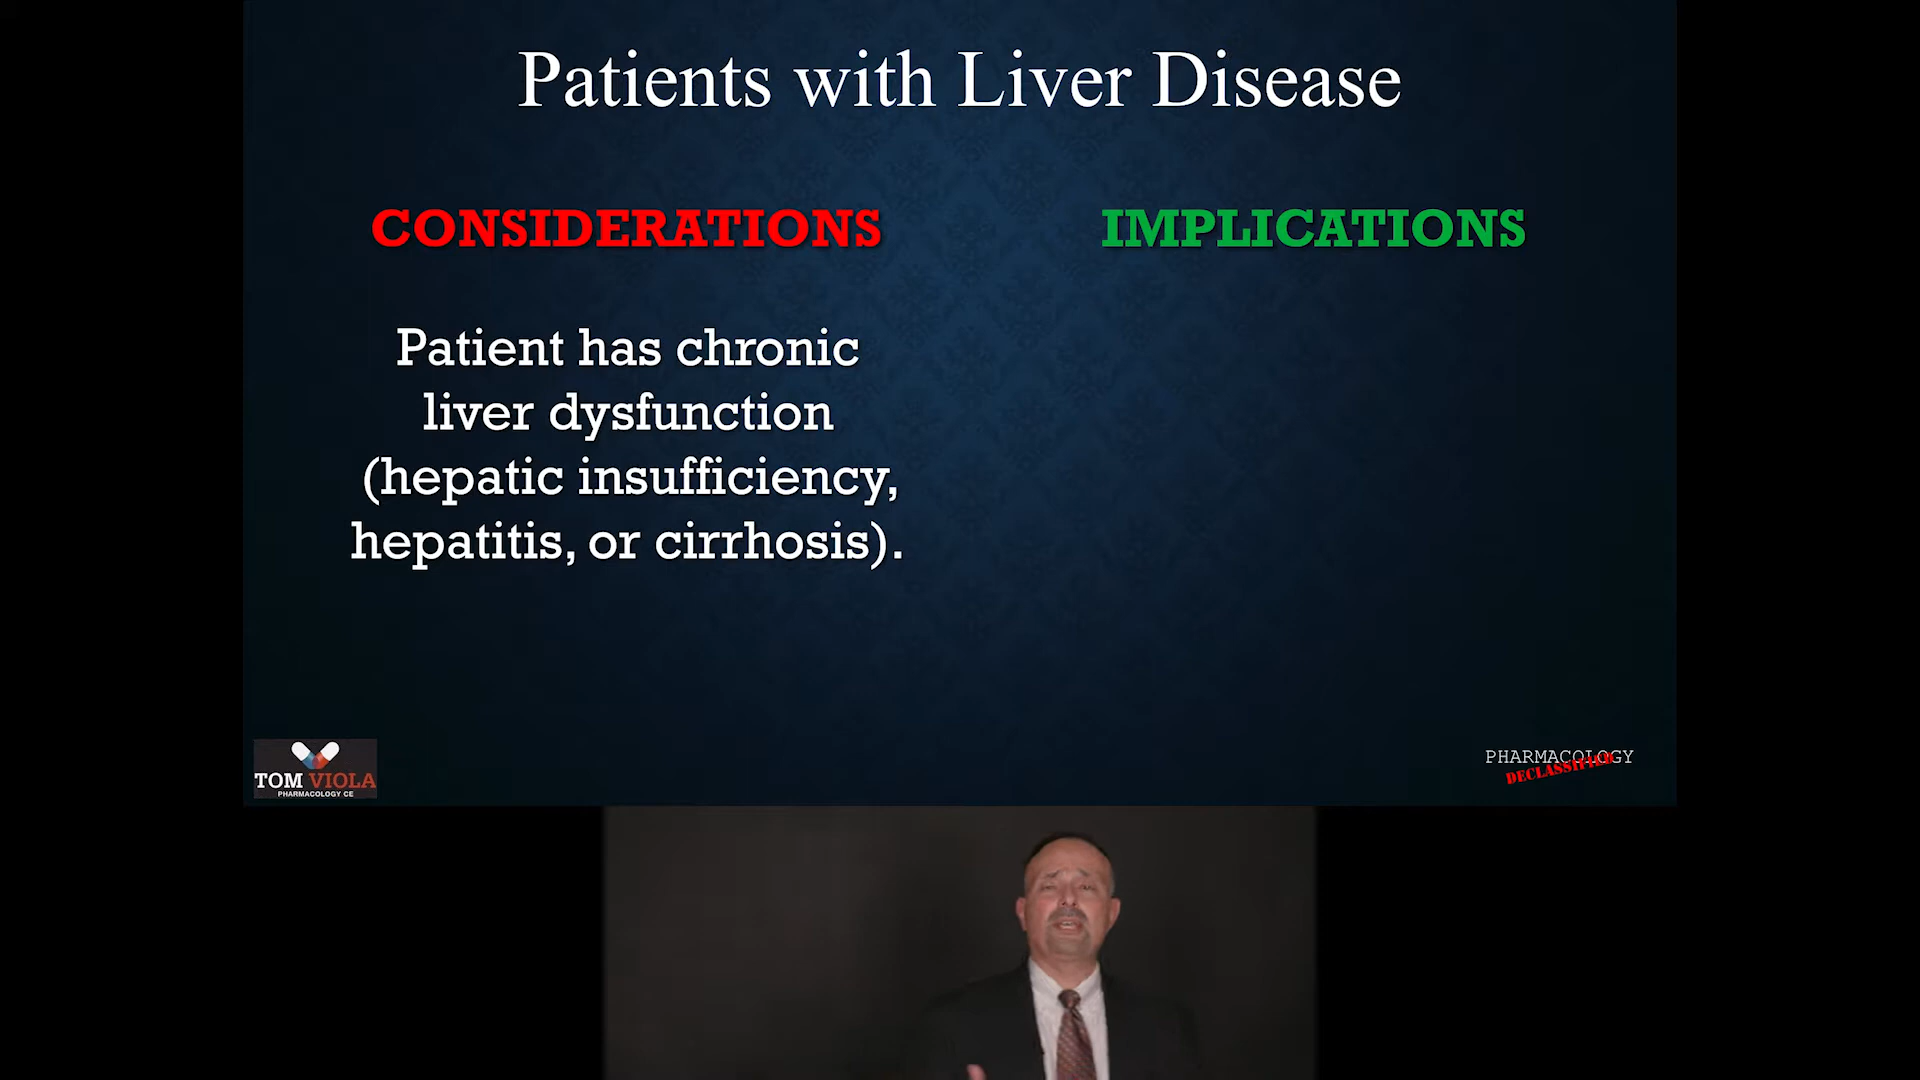 Patients with Liver Disease
CONSIDERATIONS
IMPLICATIONS
Patient has chronic
liver dysfunction
(hepatic insufficiency,
hepatitis, or cirrhosis).
TOM VIOLA
PHARMACOLOGY CE
PHARMACOLOGY
DECLASSIFIED